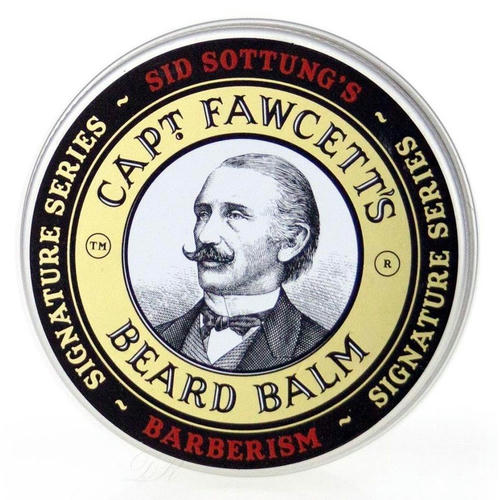 ~ SID SOTTUNG'S ~
SIGNATURE SERIES
SIGNATURE SERIES
CAPT. FAWCETT'S
TM
R
BEARD BALM
~ BARBERISM ~